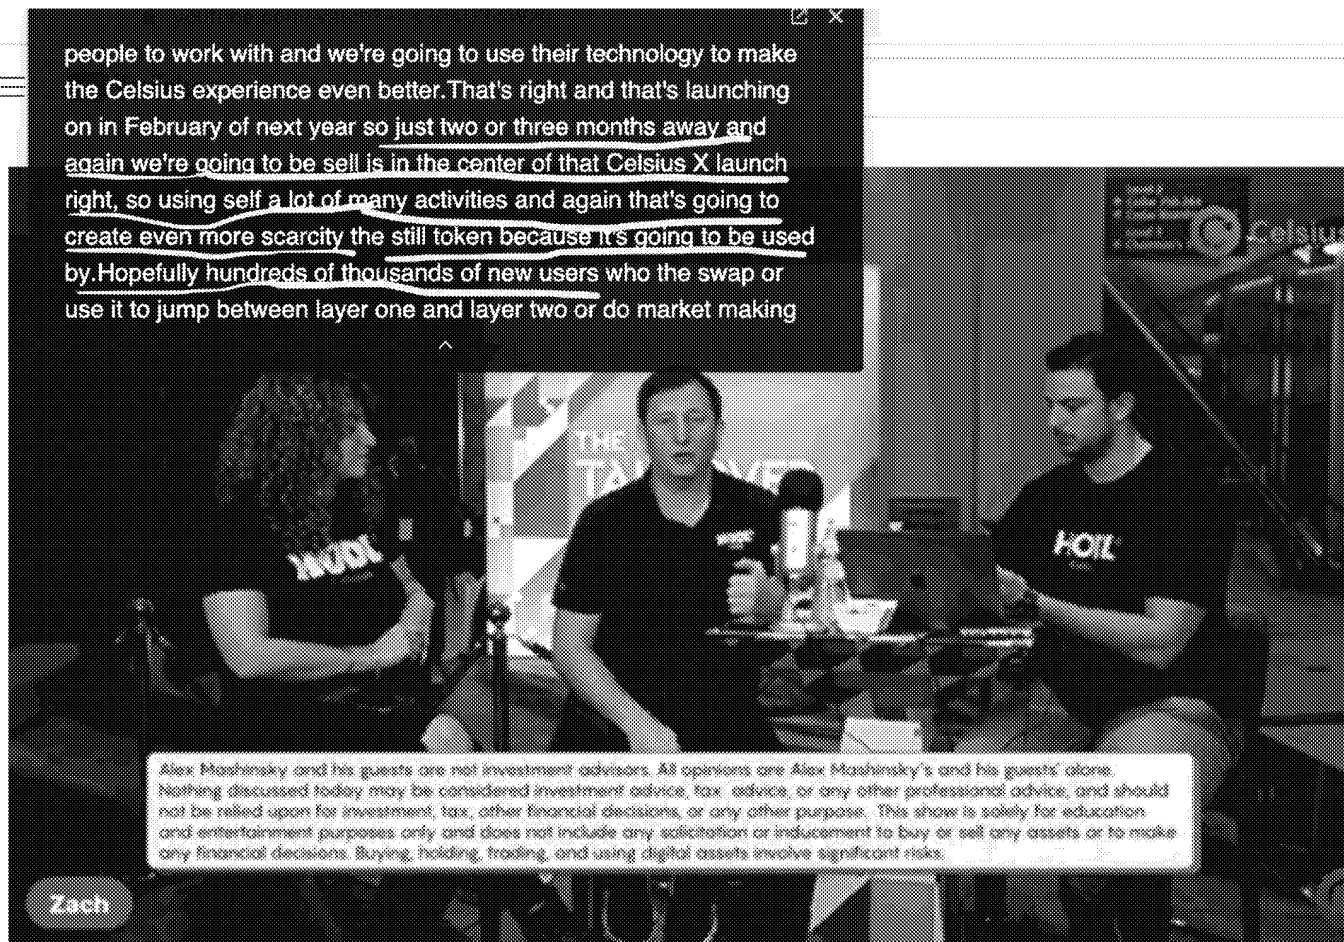 people to work with and we're going to use their technology to make
the Celsius experience even better.That's right and that's launching
on in February of next year so just two or three months away and
again we're going to be sell is in the center of that Celsius X launch
right, so using self a lot of many activities and again that's going to
create even more scarcity the still token because it's going to be used
by.Hopefully hundreds of thousands of new users who the swap or
use it to jump between layer one and layer two or do market making
Celsius
THE
HODL
Alex Mashinsky and his guests are not investment advisors. All opinions are Alex Mashinsky's and his guests' alone.
Nothing discussed today may be considered investment advice, tax advice, or any other professional advice, and should
not be relied upon for investment, tax, other financial decisions, or any other purpose. This show is solely for education
and entertainment purposes only and does not include any solicitation or inducement to buy or sell any assets or to make
any financial decisions. Buying, holding, trading, and using digital assets involve significant risks.
Zach